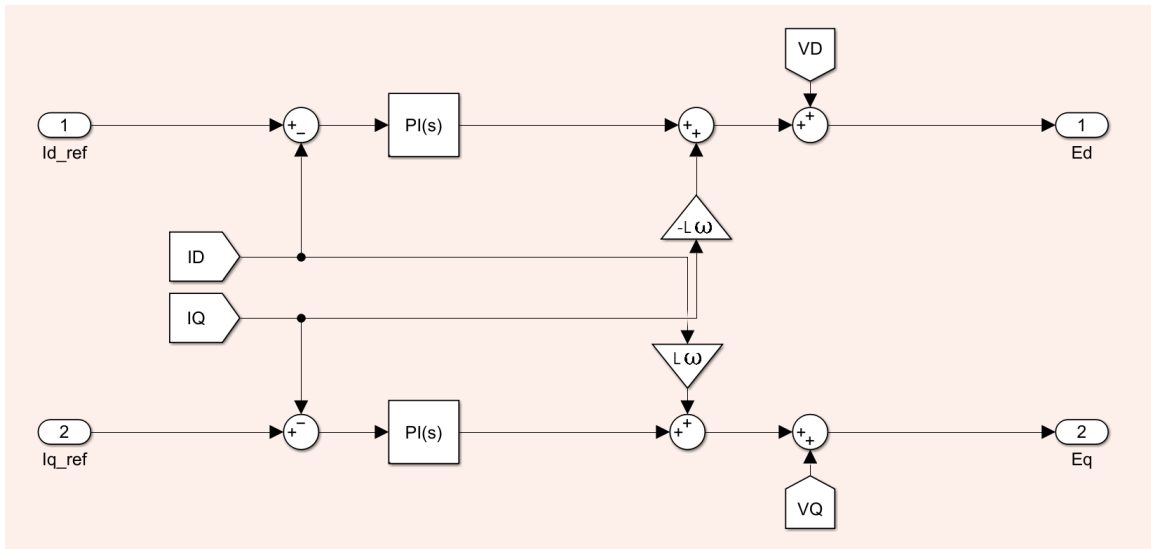 VD
1
+
−
PI(s)
+
+
+
+
1
Id_ref
Ed
-Lω
ID
IQ
Lω
2
+
−
PI(s)
+
+
+
+
2
Iq_ref
Eq
VQ